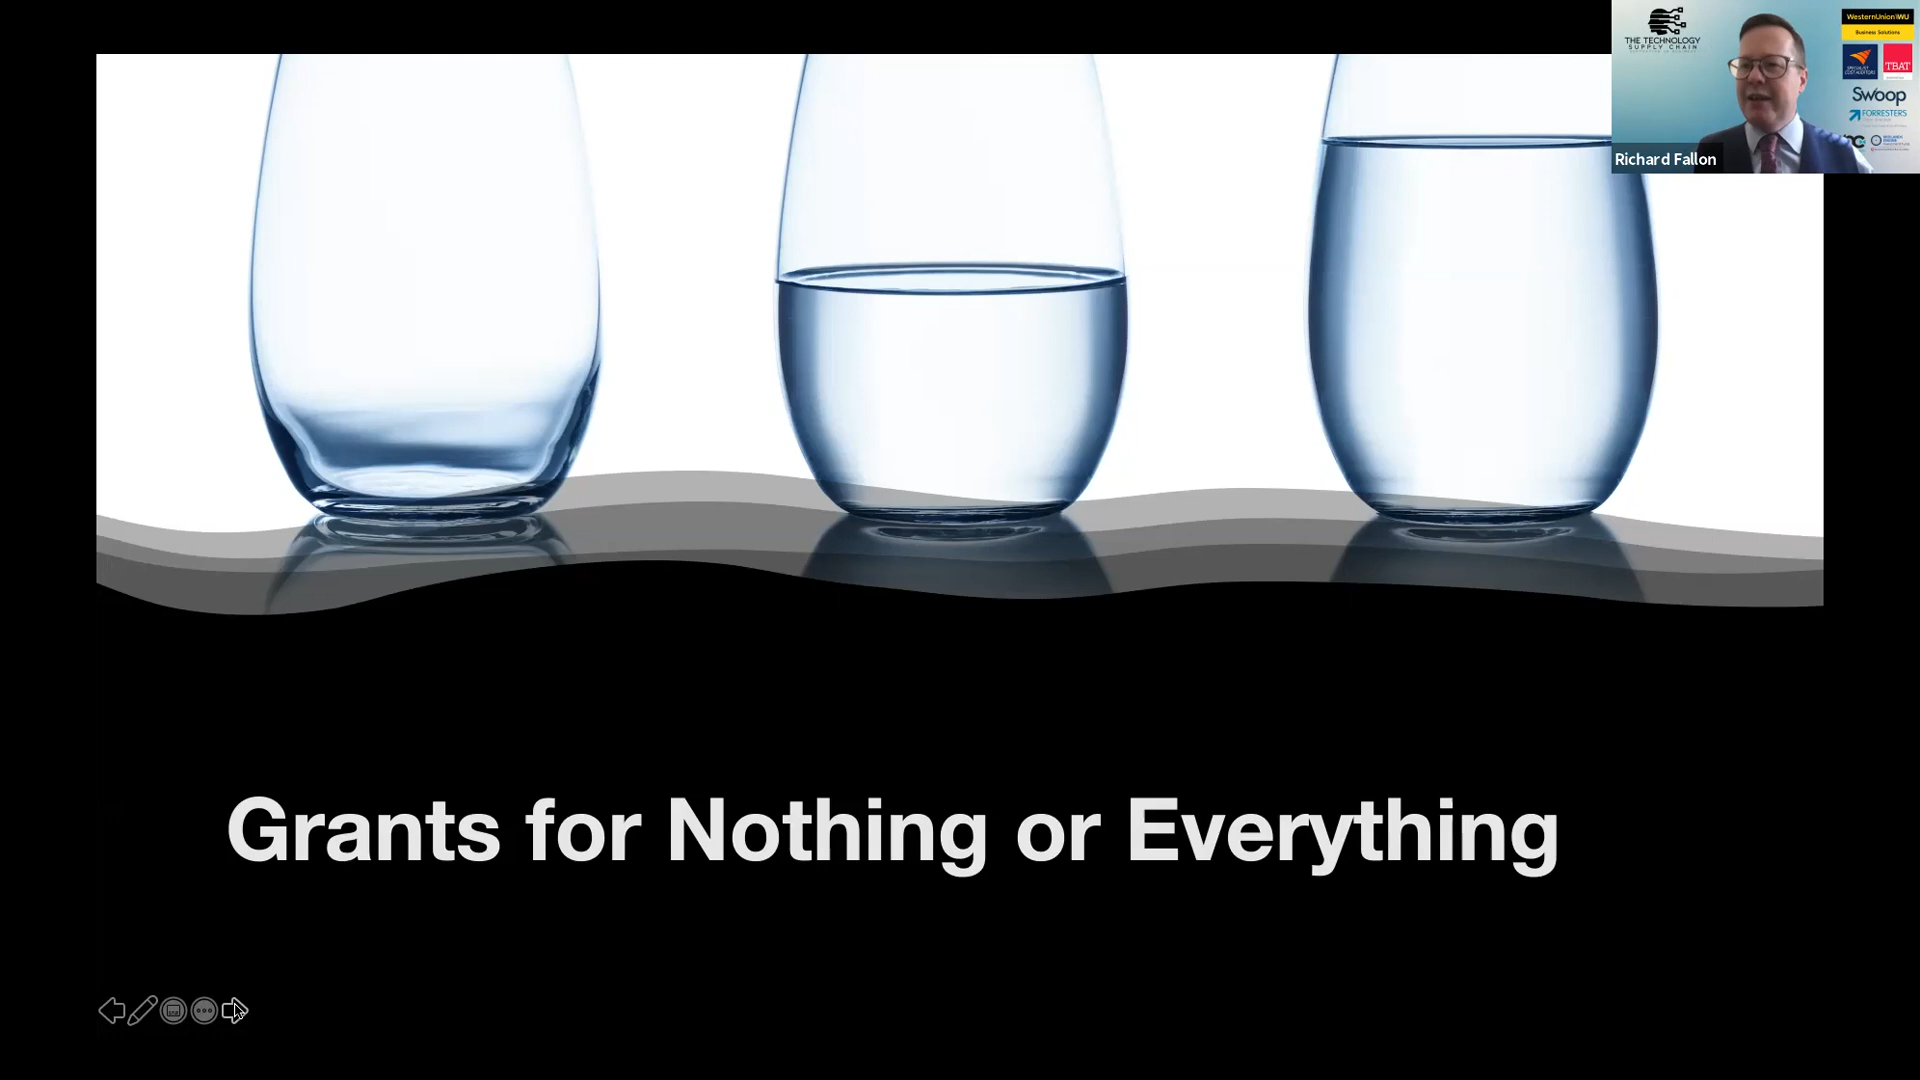 THE TECHNOLOGY
SUPPLY CHAIN
WesternUnion WU
Business Solutions
TBAT
Swoop
FORRESTERS
Richard Fallon
Grants for Nothing or Everything